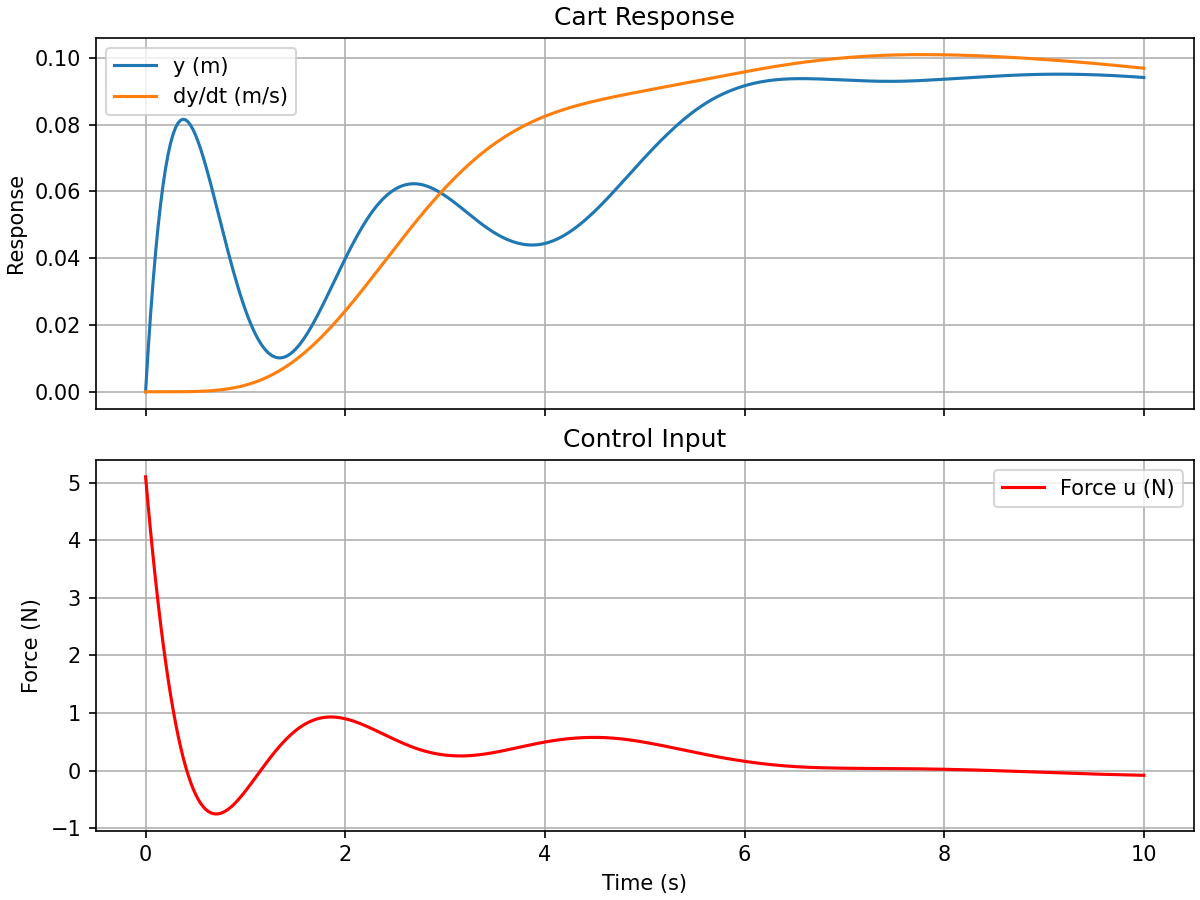 Cart Response
y (m)
dy/dt (m/s)
0.10
0.08
0.06
0.04
0.02
0.00
Response
Control Input
Force u (N)
5
4
3
2
1
0
−1
Force (N)
0 2 4 6 8 10
Time (s)